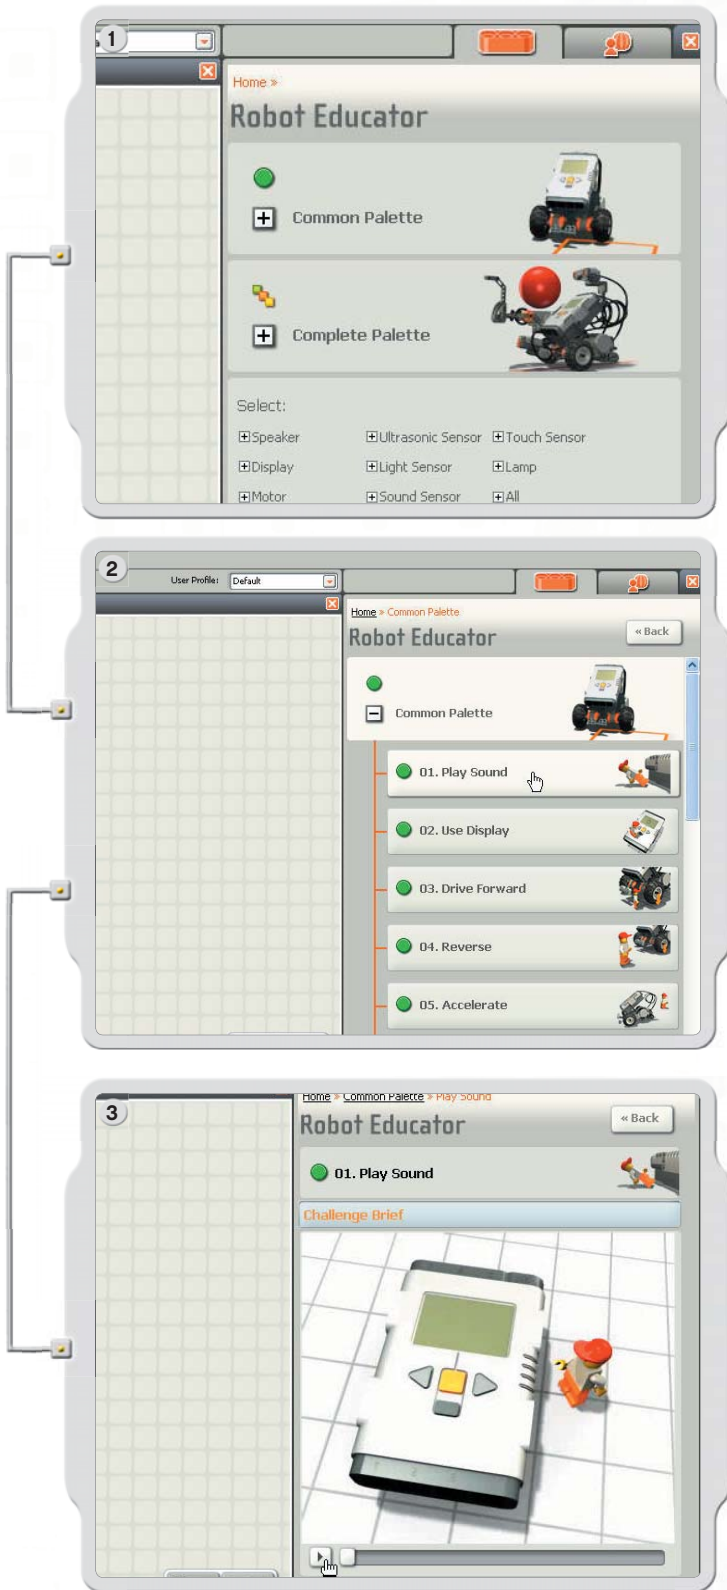 1
Home »
Robot Educator
Common Palette
Complete Palette
Select:
Speaker Ultrasonic Sensor Touch Sensor
Display Light Sensor Lamp
Motor Sound Sensor All
2
User Profile: Default
Home » Common Palette
Robot Educator
« Back
Common Palette
01. Play Sound
02. Use Display
03. Drive Forward
04. Reverse
05. Accelerate
3
Home » Common Palette » Play Sound
Robot Educator
« Back
01. Play Sound
Challenge Brief